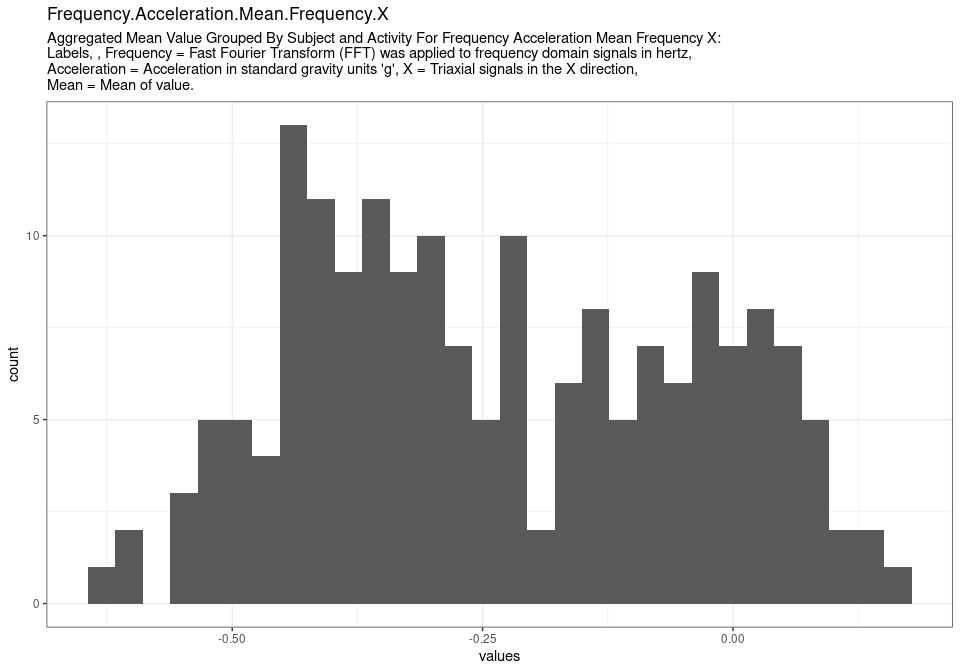 Frequency.Acceleration.Mean.Frequency.X
Aggregated Mean Value Grouped By Subject and Activity For Frequency Acceleration Mean Frequency X:
Labels, , Frequency = Fast Fourier Transform (FFT) was applied to frequency domain signals in hertz,
Acceleration = Acceleration in standard gravity units 'g', X = Triaxial signals in the X direction,
Mean = Mean of value.
10
5
0
count
-0.50
-0.25
0.00
values